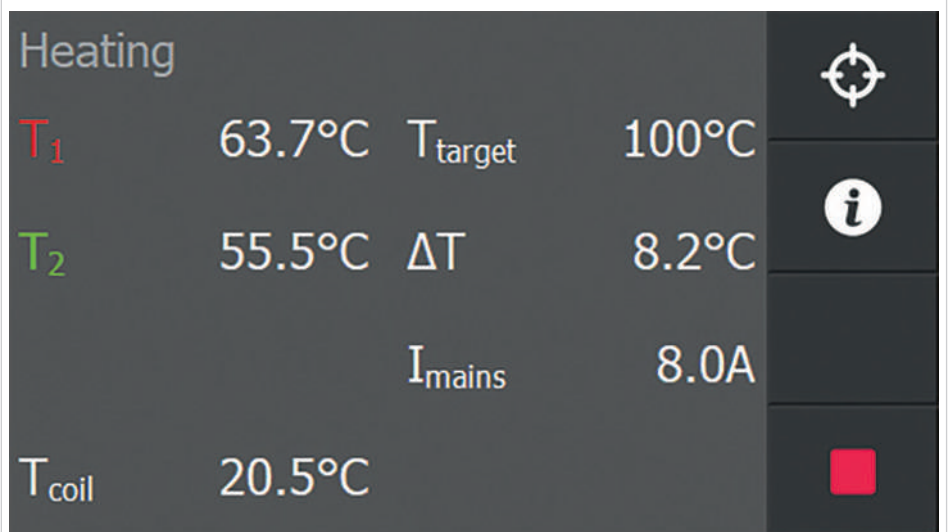 Heating
T1 63.7°C Ttarget 100°C
T2 55.5°C ΔT 8.2°C
Imains 8.0A
Tcoil 20.5°C